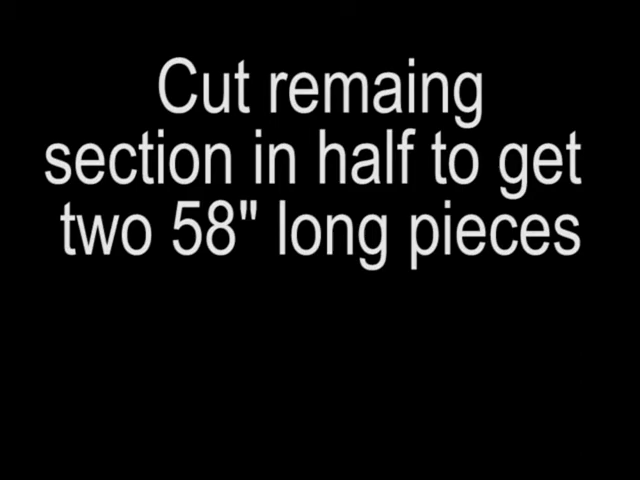 Cut remaing
section in half to get
two 58" long pieces